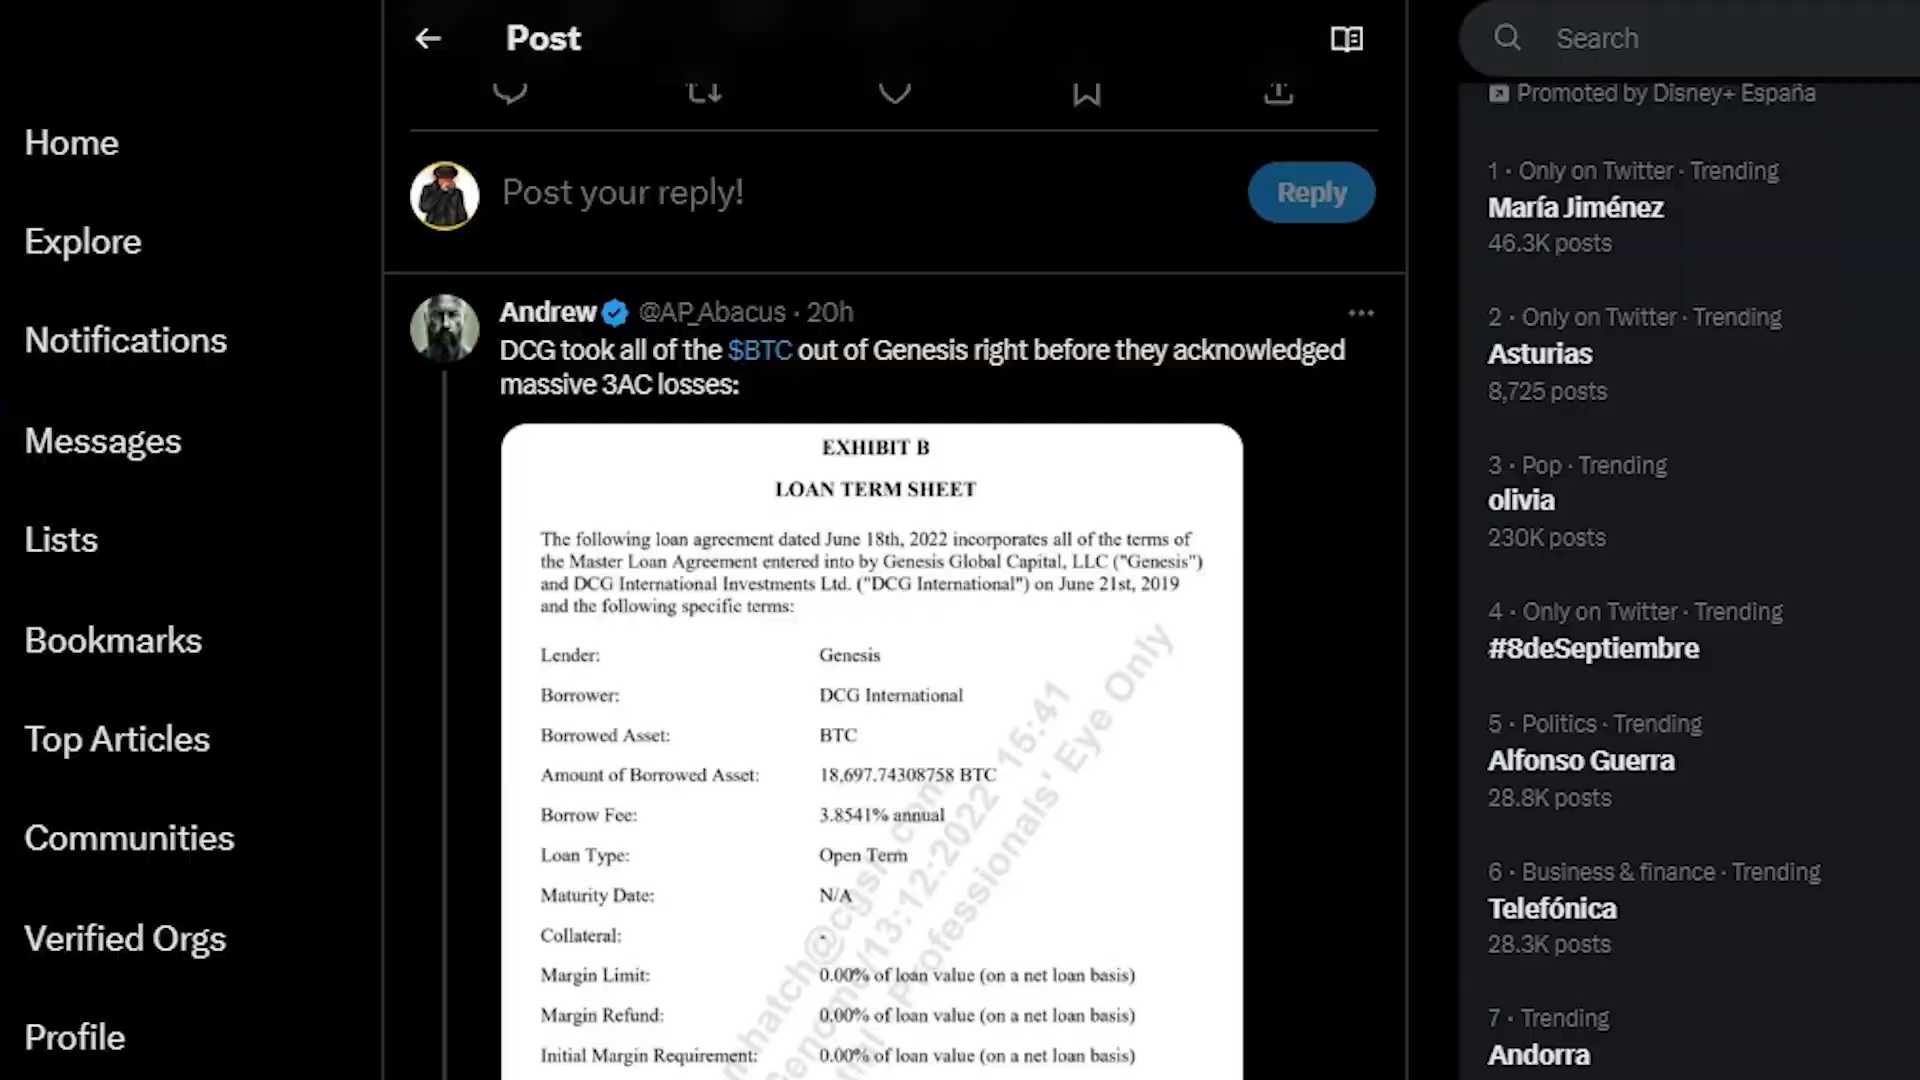 Post
Search
Promoted by Disney+ España
Home
Explore
Notifications
Messages
Lists
Bookmarks
Top Articles
Communities
Verified Orgs
Profile
Post your reply!
Reply
Andrew @AP_Abacus · 20h
DCG took all of the $BTC out of Genesis right before they acknowledged
massive 3AC losses:
EXHIBIT B
LOAN TERM SHEET
The following loan agreement dated June 18th, 2022 incorporates all of the terms of
the Master Loan Agreement entered into by Genesis Global Capital, LLC ("Genesis")
and DCG International Investments Ltd. ("DCG International") on June 21st, 2019
and the following specific terms:
Lender: Genesis
Borrower: DCG International
Borrowed Asset: BTC
Amount of Borrowed Asset: 18,697.74308758 BTC
Borrow Fee: 3.8541% annual
Loan Type: Open Term
Maturity Date: N/A
Collateral: -
Margin Limit: 0.00% of loan value (on a net loan basis)
Margin Refund: 0.00% of loan value (on a net loan basis)
Initial Margin Requirement: 0.00% of loan value (on a net loan basis)
13:12:2022 15:41
Professionals' Eye Only
1 · Only on Twitter · Trending
María Jiménez
46.3K posts
2 · Only on Twitter · Trending
Asturias
8,725 posts
3 · Pop · Trending
olivia
230K posts
4 · Only on Twitter · Trending
#8deSeptiembre
5 · Politics · Trending
Alfonso Guerra
28.8K posts
6 · Business & finance · Trending
Telefónica
28.3K posts
7 · Trending
Andorra